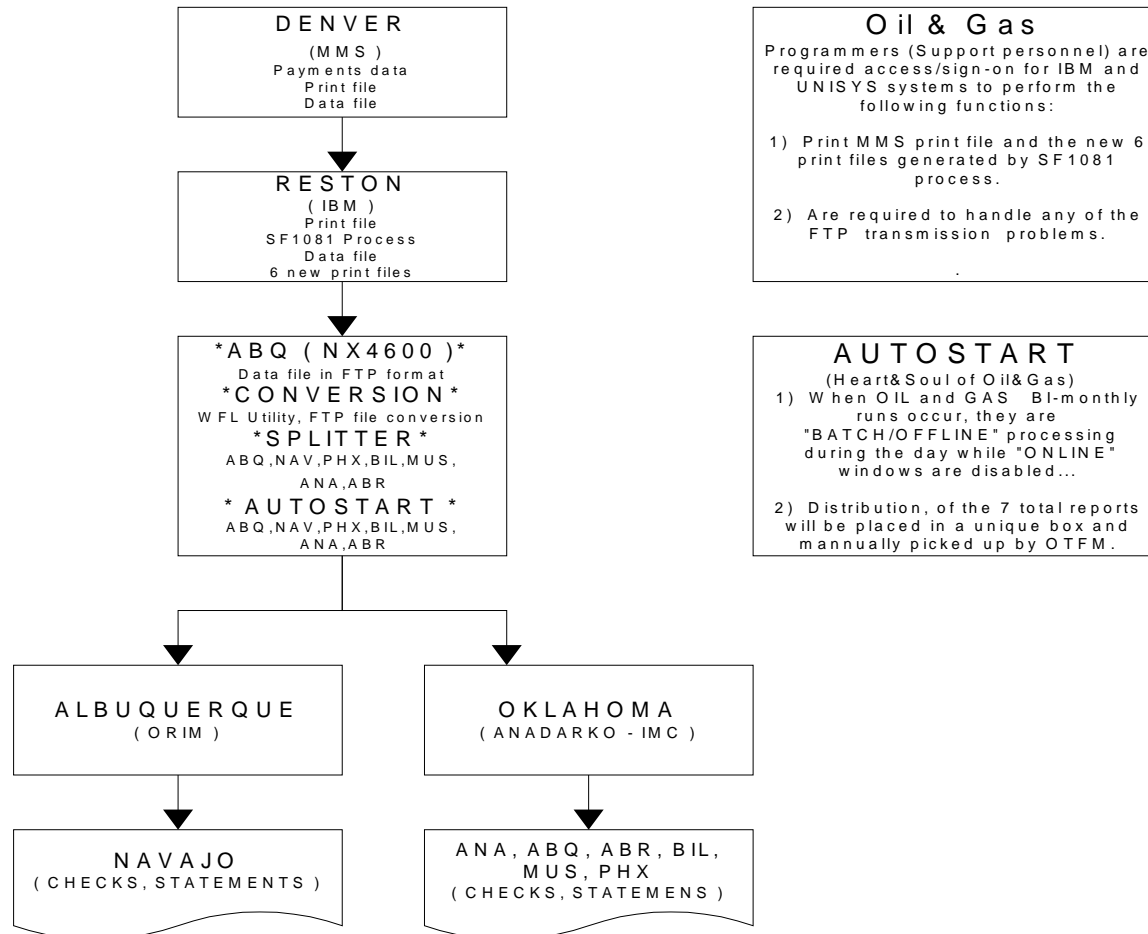 DENVER
(MMS)
Payments data
Print file
Data file
RESTON
(IBM)
Print file
SF1081 Process
Data file
6 new print files
*ABQ (NX4600)*
Data file in FTP format
*CONVERSION*
WFL Utility, FTP file conversion
*SPLITTER*
ABQ,NAV,PHX,BIL,MUS,
ANA,ABR
* AUTOSTART *
ABQ,NAV,PHX,BIL,MUS,
ANA,ABR
ALBUQUERQUE
(ORIM)
OKLAHOMA
(ANADARKO - IMC)
NAVAJO
(CHECKS, STATEMENTS)
ANA, ABQ, ABR, BIL,
MUS, PHX
(CHECKS, STATEMENS)
Oil & Gas
Programmers (Support personnel) are
required access/sign-on for IBM and
UNISYS systems to perform the
following functions:
1) Print MMS print file and the new 6
print files generated by SF1081
process.
2) Are required to handle any of the
FTP transmission problems.
.
AUTOSTART
(Heart&Soul of Oil&Gas)
1) When OIL and GAS BI-monthly
runs occur, they are
"BATCH/OFFLINE" processing
during the day while "ONLINE"
windows are disabled...
2) Distribution, of the 7 total reports
will be placed in a unique box and
mannually picked up by OTFM.